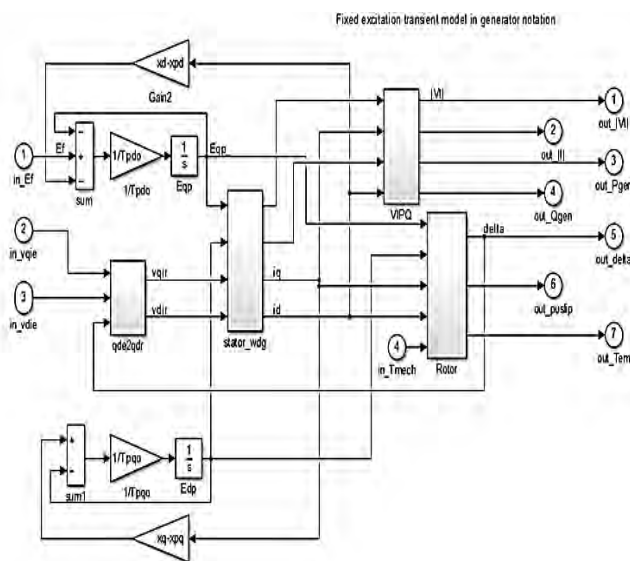 Fixed excitation transient model in generator notation
xd-xpd
Gain2
|Vt|
1
out_|Vt|
2
out_|I|
3
out_Pgen
4
out_Qgen
VIPQ
1
in_Ef
Ef
sum
1/Tpdo
1/Tpdo
1
s
Eqp
Eqp_
2
in_vqie
3
in_vdie
qde2qdr
vqir
vdir
stator_wdg
iq
id
delta
5
out_delta
6
out_puslip
7
out_Tem
4
in_Tmech
Rotor
sum1
1/Tpqo
1/Tpqo
1
s
Edp
xq-xpq